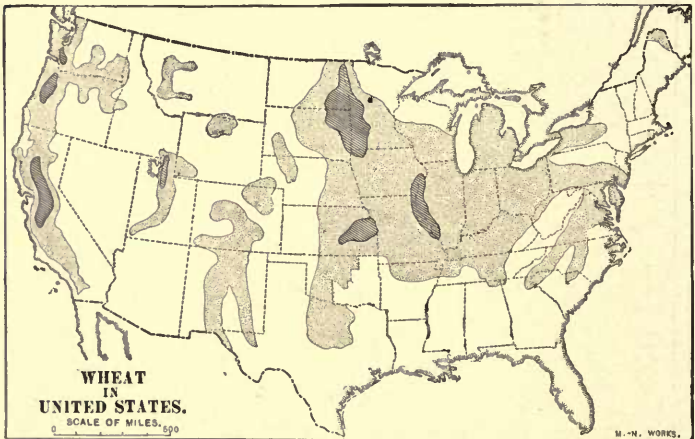 WHEAT
IN
UNITED STATES.
SCALE OF MILES.
0 500
M.-N. WORKS.